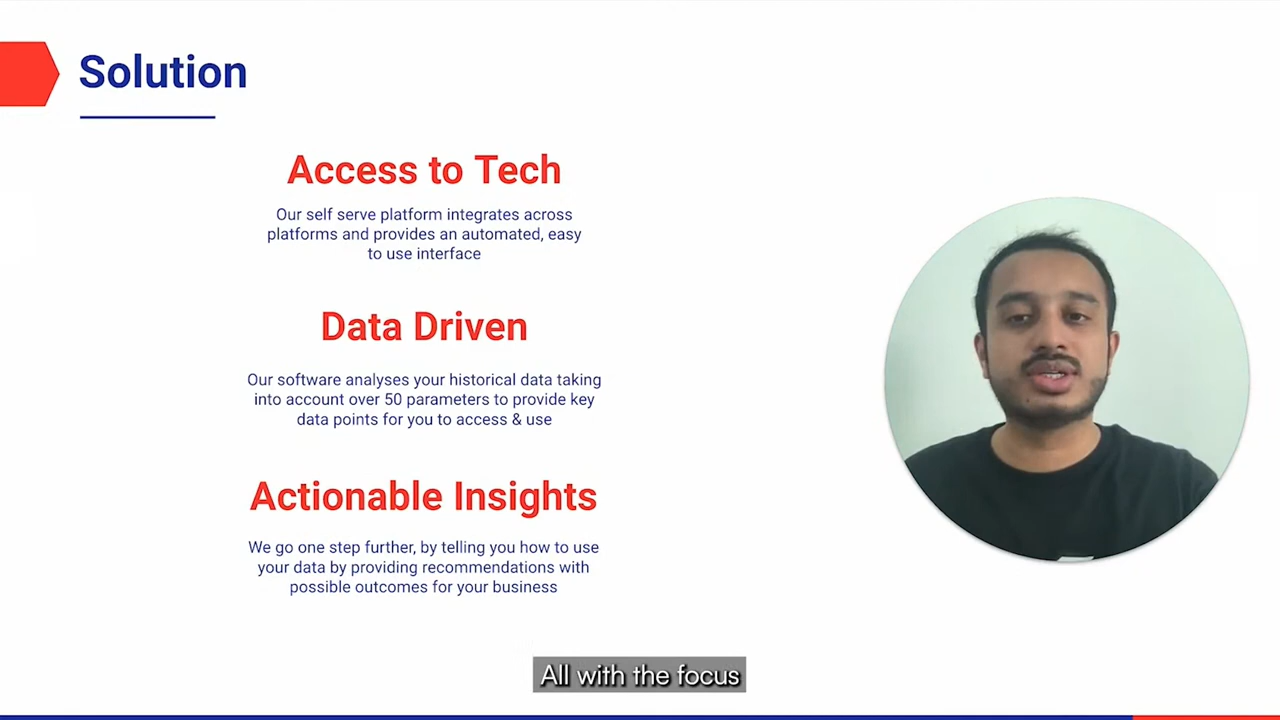 Solution
Access to Tech
Our self serve platform integrates across
platforms and provides an automated, easy
to use interface
Data Driven
Our software analyses your historical data taking
into account over 50 parameters to provide key
data points for you to access & use
Actionable Insights
We go one step further, by telling you how to use
your data by providing recommendations with
possible outcomes for your business
All with the focus